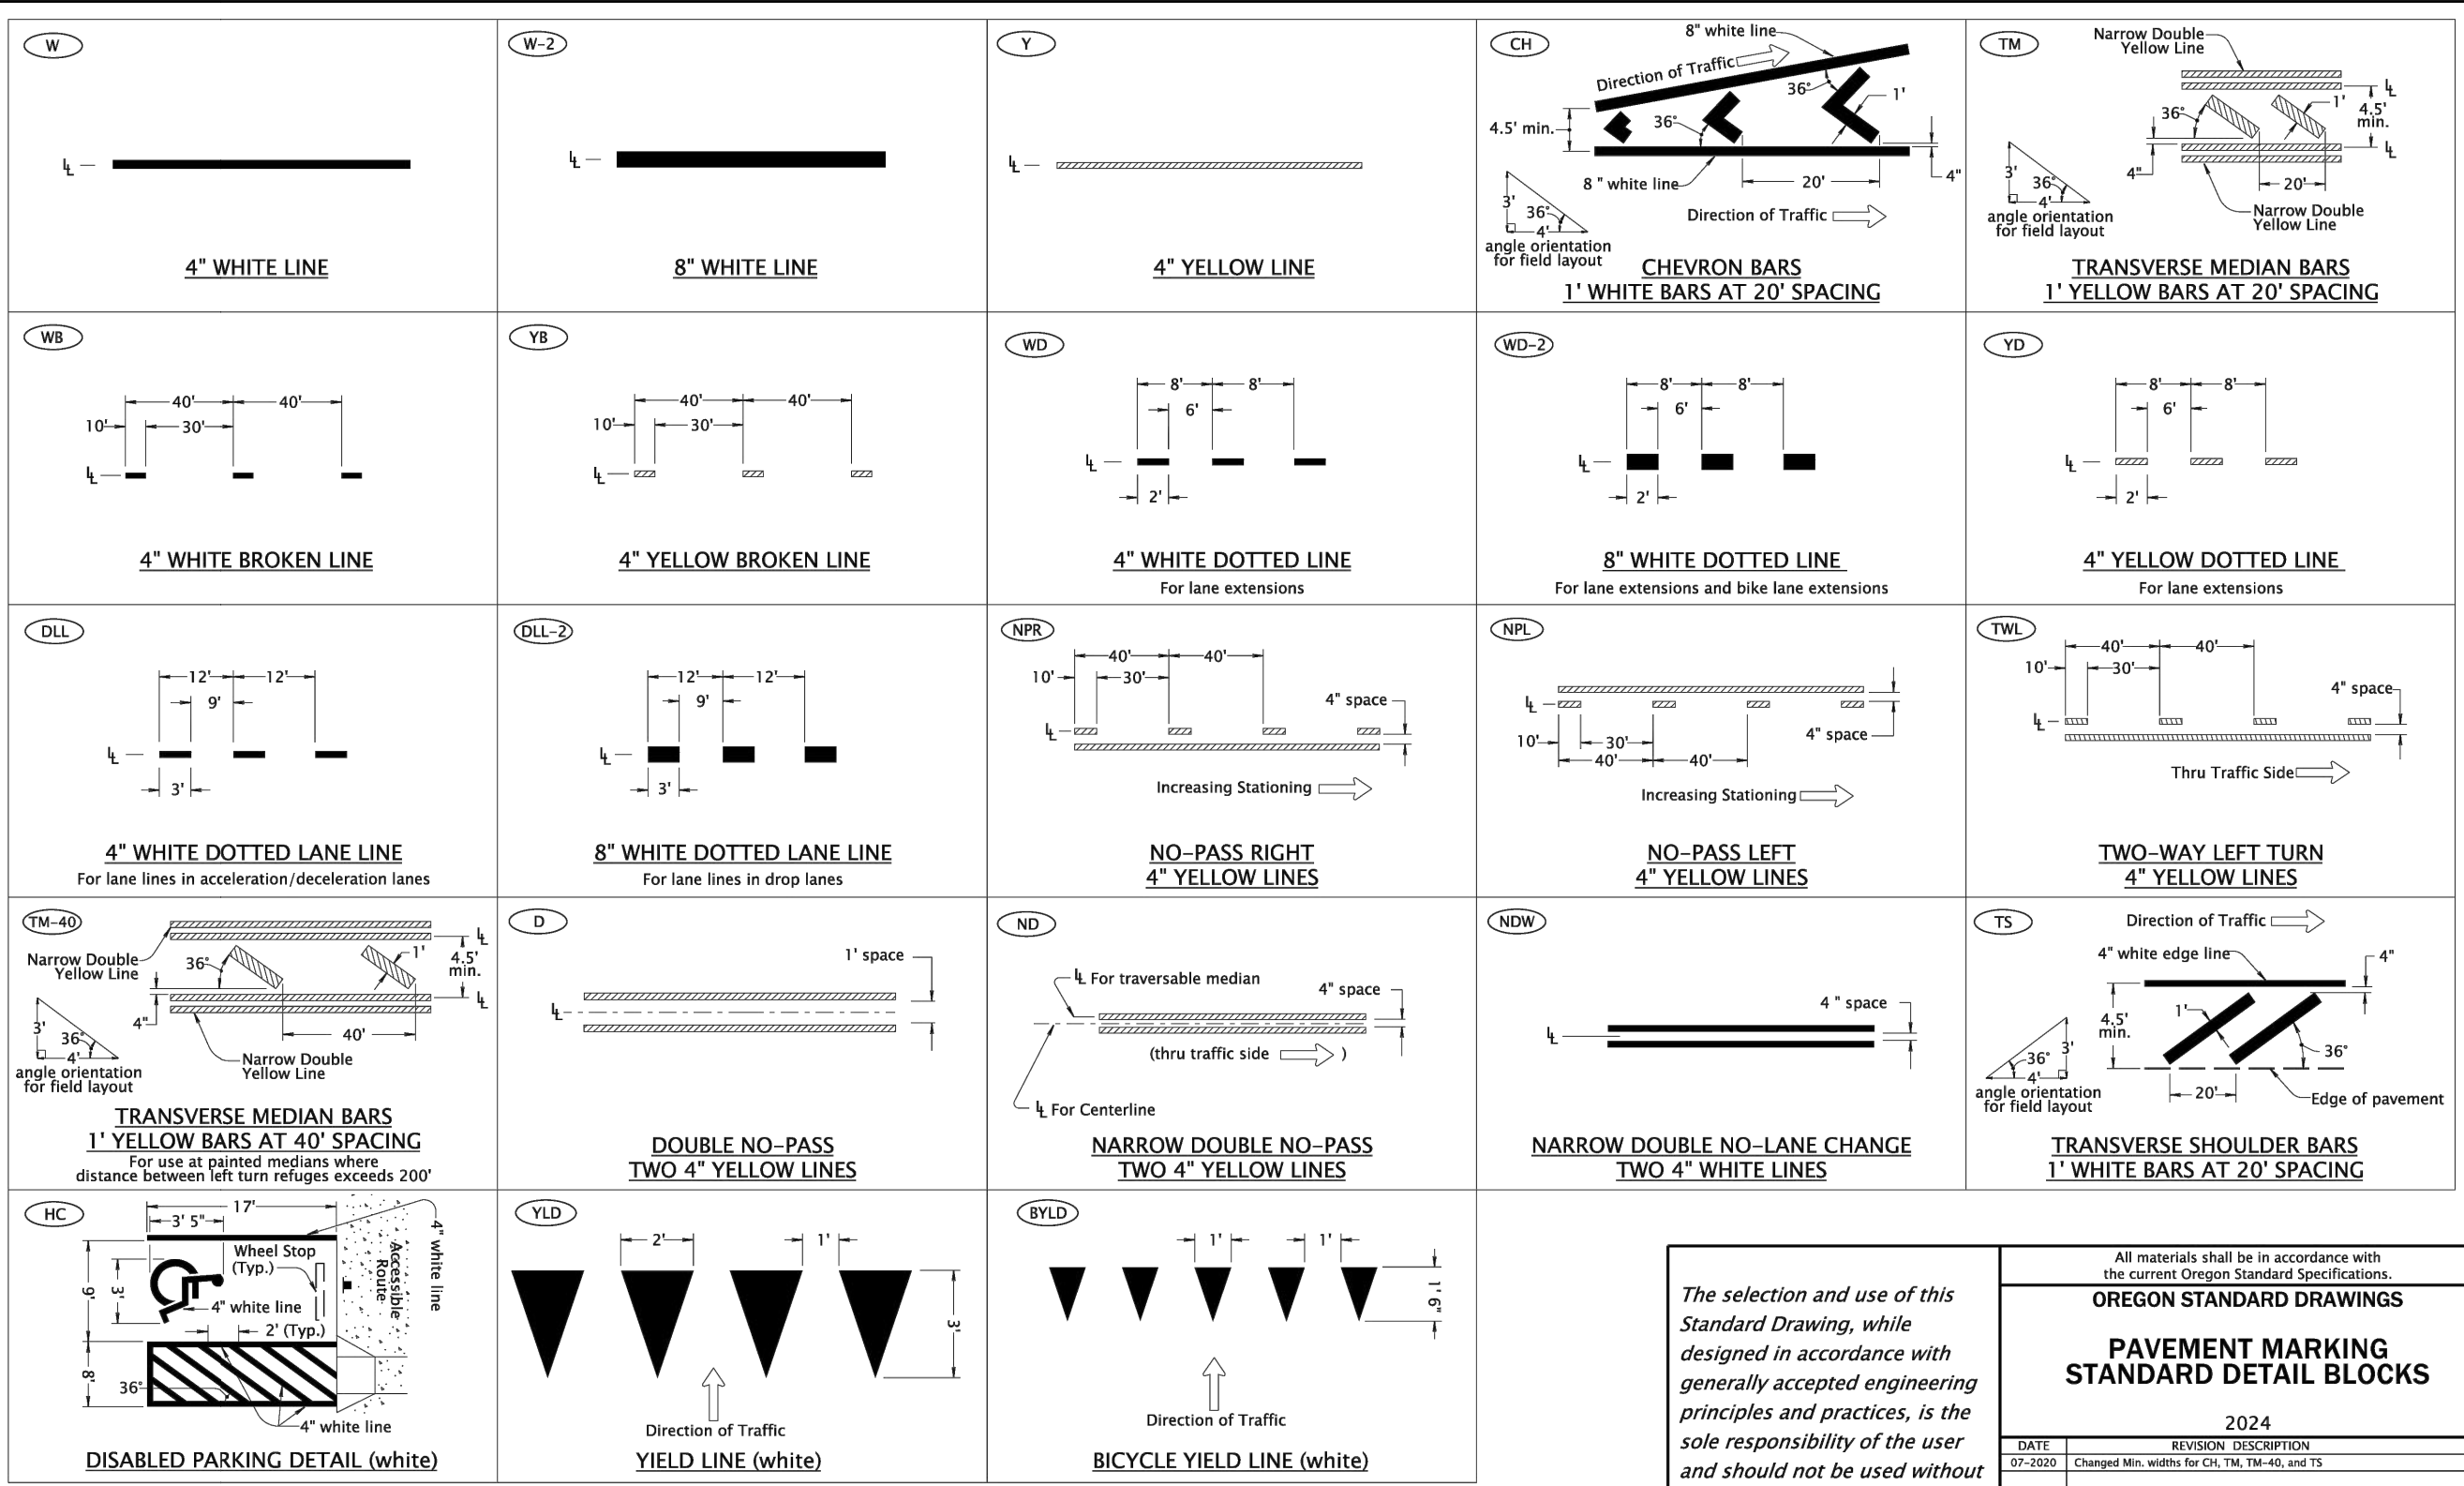 W
℄
4" WHITE LINE
W-2
℄
8" WHITE LINE
Y
℄
4" YELLOW LINE
CH
8" white line
Direction of Traffic
36°
1'
4.5' min.
36°
8 " white line
20'
4"
3'
36°
4'
angle orientation
for field layout
Direction of Traffic
CHEVRON BARS
1' WHITE BARS AT 20' SPACING
TM
Narrow Double
Yellow Line
℄
36°
1'
4.5'
min.
℄
4"
20'
3'
36°
4'
angle orientation
for field layout
Narrow Double
Yellow Line
TRANSVERSE MEDIAN BARS
1' YELLOW BARS AT 20' SPACING
WB
40'
40'
10'
30'
℄
4" WHITE BROKEN LINE
YB
40'
40'
10'
30'
℄
4" YELLOW BROKEN LINE
WD
8'
8'
6'
℄
2'
4" WHITE DOTTED LINE
For lane extensions
WD-2
8'
8'
6'
℄
2'
8" WHITE DOTTED LINE
For lane extensions and bike lane extensions
YD
8'
8'
6'
℄
2'
4" YELLOW DOTTED LINE
For lane extensions
DLL
12'
12'
9'
℄
3'
4" WHITE DOTTED LANE LINE
For lane lines in acceleration/deceleration lanes
DLL-2
12'
12'
9'
℄
3'
8" WHITE DOTTED LANE LINE
For lane lines in drop lanes
NPR
40'
40'
10'
30'
4" space
℄
Increasing Stationing
NO-PASS RIGHT
4" YELLOW LINES
NPL
℄
10'
30'
4" space
40'
40'
Increasing Stationing
NO-PASS LEFT
4" YELLOW LINES
TWL
40'
40'
10'
30'
4" space
℄
Thru Traffic Side
TWO-WAY LEFT TURN
4" YELLOW LINES
TM-40
℄
Narrow Double
Yellow Line
36°
1'
4.5'
min.
℄
4"
40'
3'
36°
4'
angle orientation
for field layout
Narrow Double
Yellow Line
TRANSVERSE MEDIAN BARS
1' YELLOW BARS AT 40' SPACING
For use at painted medians where
distance between left turn refuges exceeds 200'
D
1' space
℄
DOUBLE NO-PASS
TWO 4" YELLOW LINES
ND
℄ For traversable median
4" space
(thru traffic side )
℄ For Centerline
NARROW DOUBLE NO-PASS
TWO 4" YELLOW LINES
NDW
4 " space
℄
NARROW DOUBLE NO-LANE CHANGE
TWO 4" WHITE LINES
TS
Direction of Traffic
4" white edge line
4"
1'
4.5'
min.
36°
3'
36°
4'
angle orientation
for field layout
20'
Edge of pavement
TRANSVERSE SHOULDER BARS
1' WHITE BARS AT 20' SPACING
HC
17'
3' 5"
4" white line
Accessible
Route
Wheel Stop
(Typ.)
9'
3'
4" white line
2' (Typ.)
8'
36°
4" white line
DISABLED PARKING DETAIL (white)
YLD
2'
1'
3'
Direction of Traffic
YIELD LINE (white)
BYLD
1'
1'
1' 6"
Direction of Traffic
BICYCLE YIELD LINE (white)
The selection and use of this
Standard Drawing, while
designed in accordance with
generally accepted engineering
principles and practices, is the
sole responsibility of the user
and should not be used without
All materials shall be in accordance with
the current Oregon Standard Specifications.
OREGON STANDARD DRAWINGS
PAVEMENT MARKING
STANDARD DETAIL BLOCKS
2024
DATE REVISION DESCRIPTION
07-2020 Changed Min. widths for CH, TM, TM-40, and TS